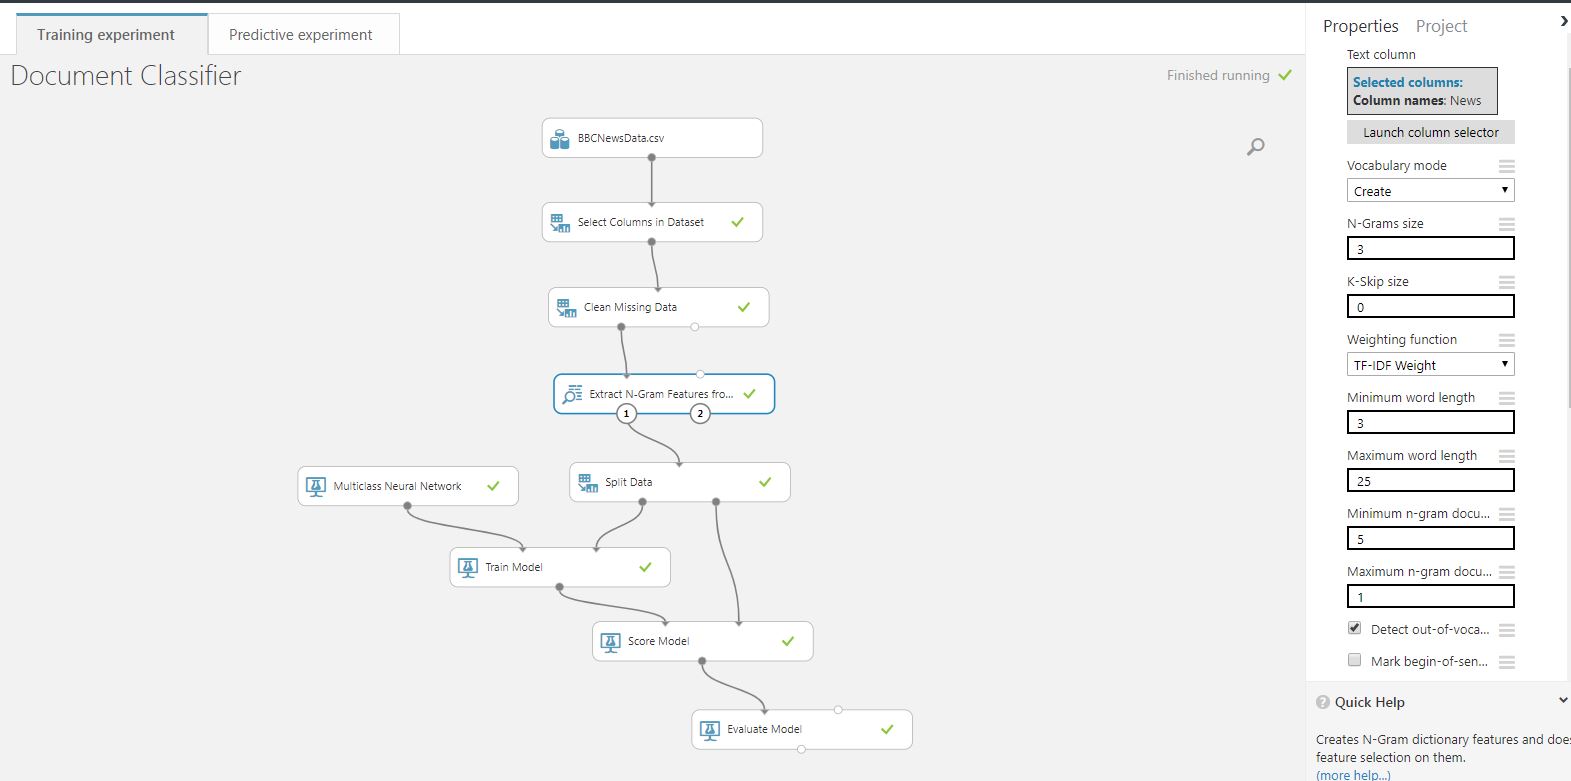 Training experiment
Predictive experiment
Document Classifier
Finished running
BBCNewsData.csv
Select Columns in Dataset
Clean Missing Data
Extract N-Gram Features fro...
1
2
Multiclass Neural Network
Split Data
Train Model
Score Model
Evaluate Model
Properties
Project
Text column
Selected columns:
Column names: News
Launch column selector
Vocabulary mode
Create
N-Grams size
3
K-Skip size
0
Weighting function
TF-IDF Weight
Minimum word length
3
Maximum word length
25
Minimum n-gram docu...
5
Maximum n-gram docu...
1
Detect out-of-voca...
Mark begin-of-sen...
? Quick Help
Creates N-Gram dictionary features and does
feature selection on them.
(more help...)